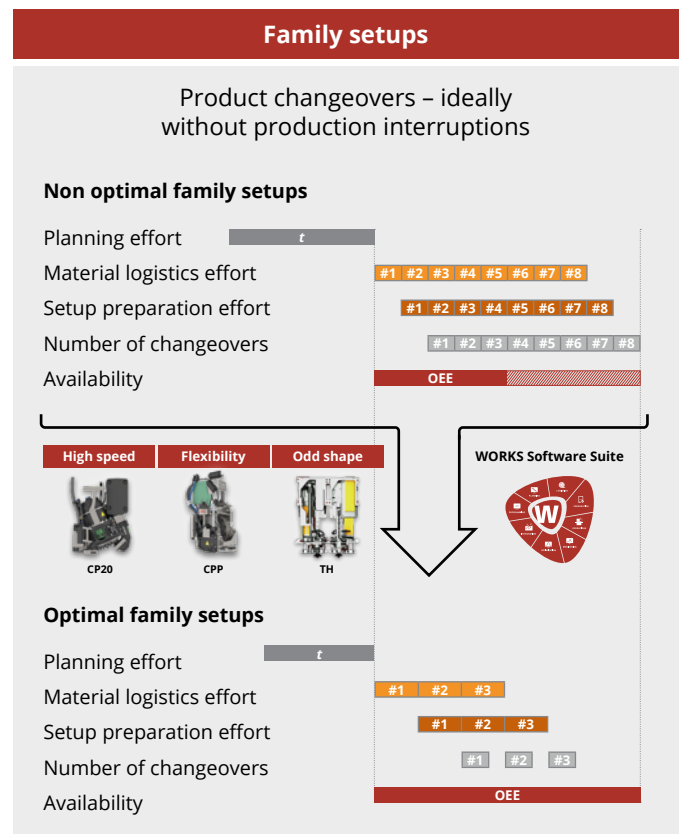 Family setups
Product changeovers – ideally
without production interruptions
Non optimal family setups
Planning effort t
Material logistics effort #1 #2 #3 #4 #5 #6 #7 #8
Setup preparation effort #1 #2 #3 #4 #5 #6 #7 #8
Number of changeovers #1 #2 #3 #4 #5 #6 #7 #8
Availability OEE
High speed Flexibility Odd shape WORKS Software Suite
W
CP20 CPP TH
Optimal family setups
Planning effort t
Material logistics effort #1 #2 #3
Setup preparation effort #1 #2 #3
Number of changeovers #1 #2 #3
Availability OEE